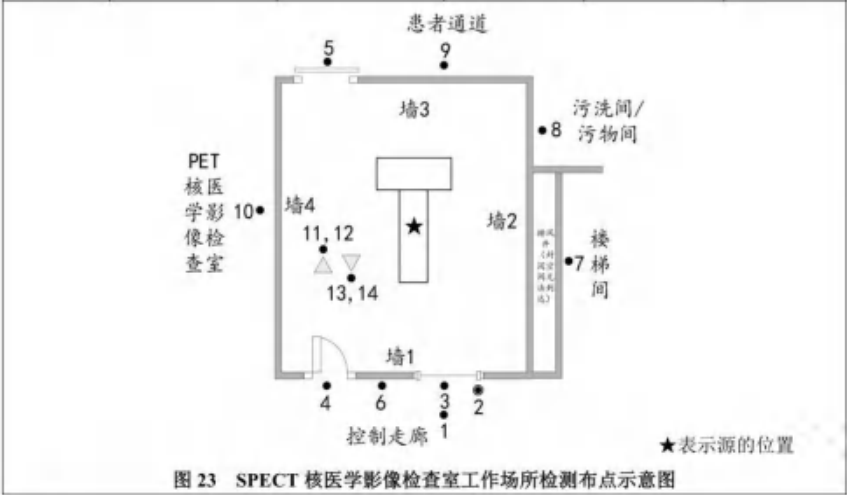 患者通道
5
9
墙3
8
污洗间/
污物间
PET
核医
学影
像检
查室
10
墙4
墙2
11,12
13,14
7
楼
梯
间
墙1
4
6
3
2
1
控制走廊
★表示源的位置
图 23 SPECT 核医学影像检查室工作场所检测布点示意图